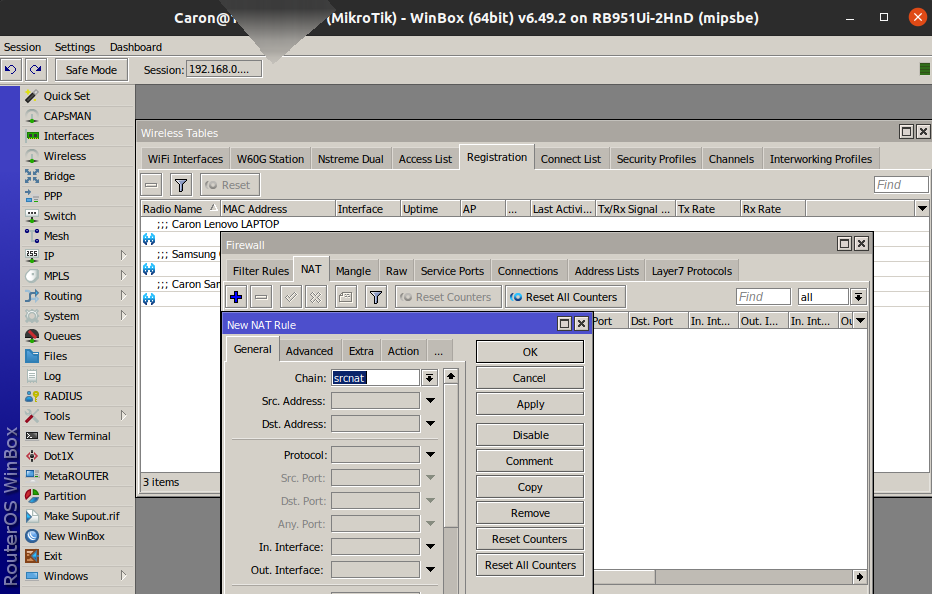 Caron@ (MikroTik) - WinBox (64bit) v6.49.2 on RB951Ui-2HnD (mipsbe)
Session Settings Dashboard
Safe Mode Session: 192.168.0....
Quick Set
CAPsMAN
Interfaces
Wireless
Bridge
PPP
Switch
Mesh
IP
MPLS
Routing
System
Queues
Files
Log
RADIUS
Tools
New Terminal
Dot1X
MetaROUTER
Partition
Make Supout.rif
New WinBox
Exit
Windows
RouterOS WinBox
Wireless Tables
WiFi Interfaces W60G Station Nstreme Dual Access List Registration Connect List Security Profiles Channels Interworking Profiles
Reset Find
Radio Name MAC Address Interface Uptime AP ... Last Activi... Tx/Rx Signal ... Tx Rate Rx Rate
;;; Caron Lenovo LAPTOP
;;; Samsung
;;; Caron Sar
3 items
Firewall
Filter Rules NAT Mangle Raw Service Ports Connections Address Lists Layer7 Protocols
Reset Counters Reset All Counters Find all
Port Dst. Port In. Int... Out. I... In. Int... Ou
New NAT Rule
General Advanced Extra Action ...
Chain: srcnat
Src. Address:
Dst. Address:
Protocol:
Src. Port:
Dst. Port:
Any. Port:
In. Interface:
Out. Interface:
OK
Cancel
Apply
Disable
Comment
Copy
Remove
Reset Counters
Reset All Counters